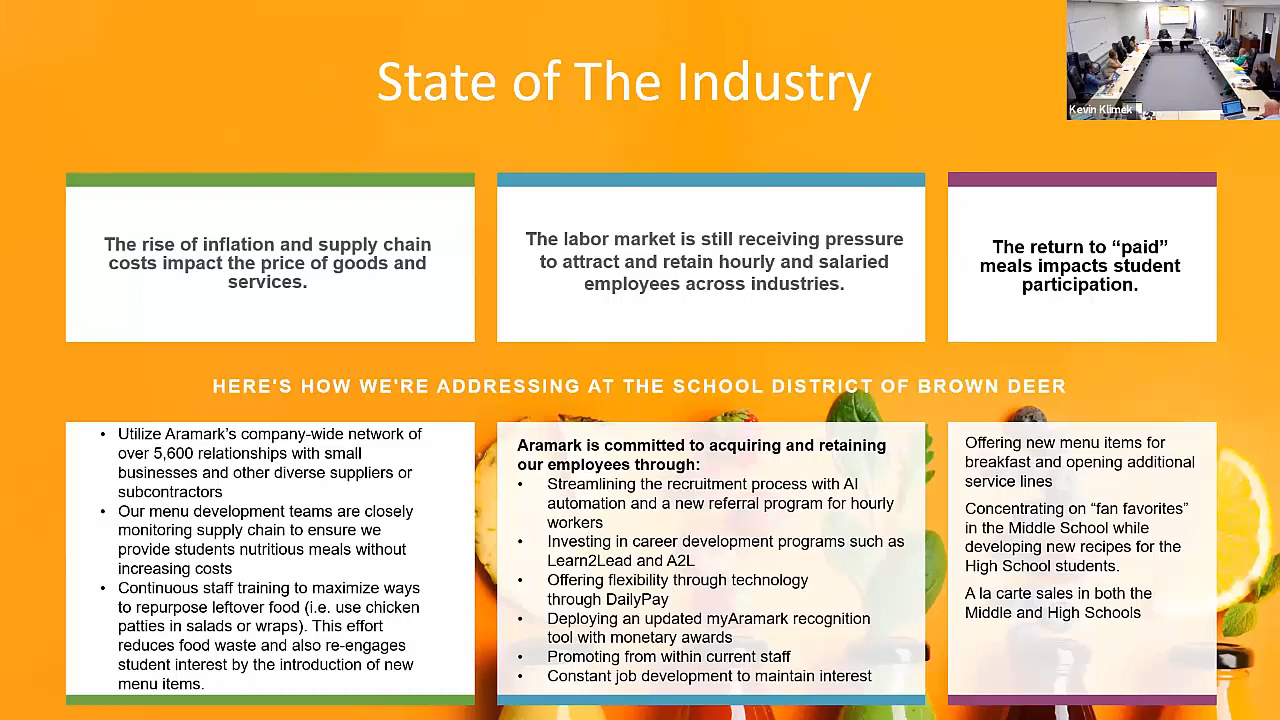 State of The Industry
Kevin Klimek
The rise of inflation and supply chain
costs impact the price of goods and
services.
The labor market is still receiving pressure
to attract and retain hourly and salaried
employees across industries.
The return to “paid”
meals impacts student
participation.
HERE'S HOW WE'RE ADDRESSING AT THE SCHOOL DISTRICT OF BROWN DEER
• Utilize Aramark’s company-wide network of
over 5,600 relationships with small
businesses and other diverse suppliers or
subcontractors
• Our menu development teams are closely
monitoring supply chain to ensure we
provide students nutritious meals without
increasing costs
• Continuous staff training to maximize ways
to repurpose leftover food (i.e. use chicken
patties in salads or wraps). This effort
reduces food waste and also re-engages
student interest by the introduction of new
menu items.
Aramark is committed to acquiring and retaining
our employees through:
• Streamlining the recruitment process with AI
automation and a new referral program for hourly
workers
• Investing in career development programs such as
Learn2Lead and A2L
• Offering flexibility through technology
through DailyPay
• Deploying an updated myAramark recognition
tool with monetary awards
• Promoting from within current staff
• Constant job development to maintain interest
Offering new menu items for
breakfast and opening additional
service lines
Concentrating on “fan favorites”
in the Middle School while
developing new recipes for the
High School students.
A la carte sales in both the
Middle and High Schools